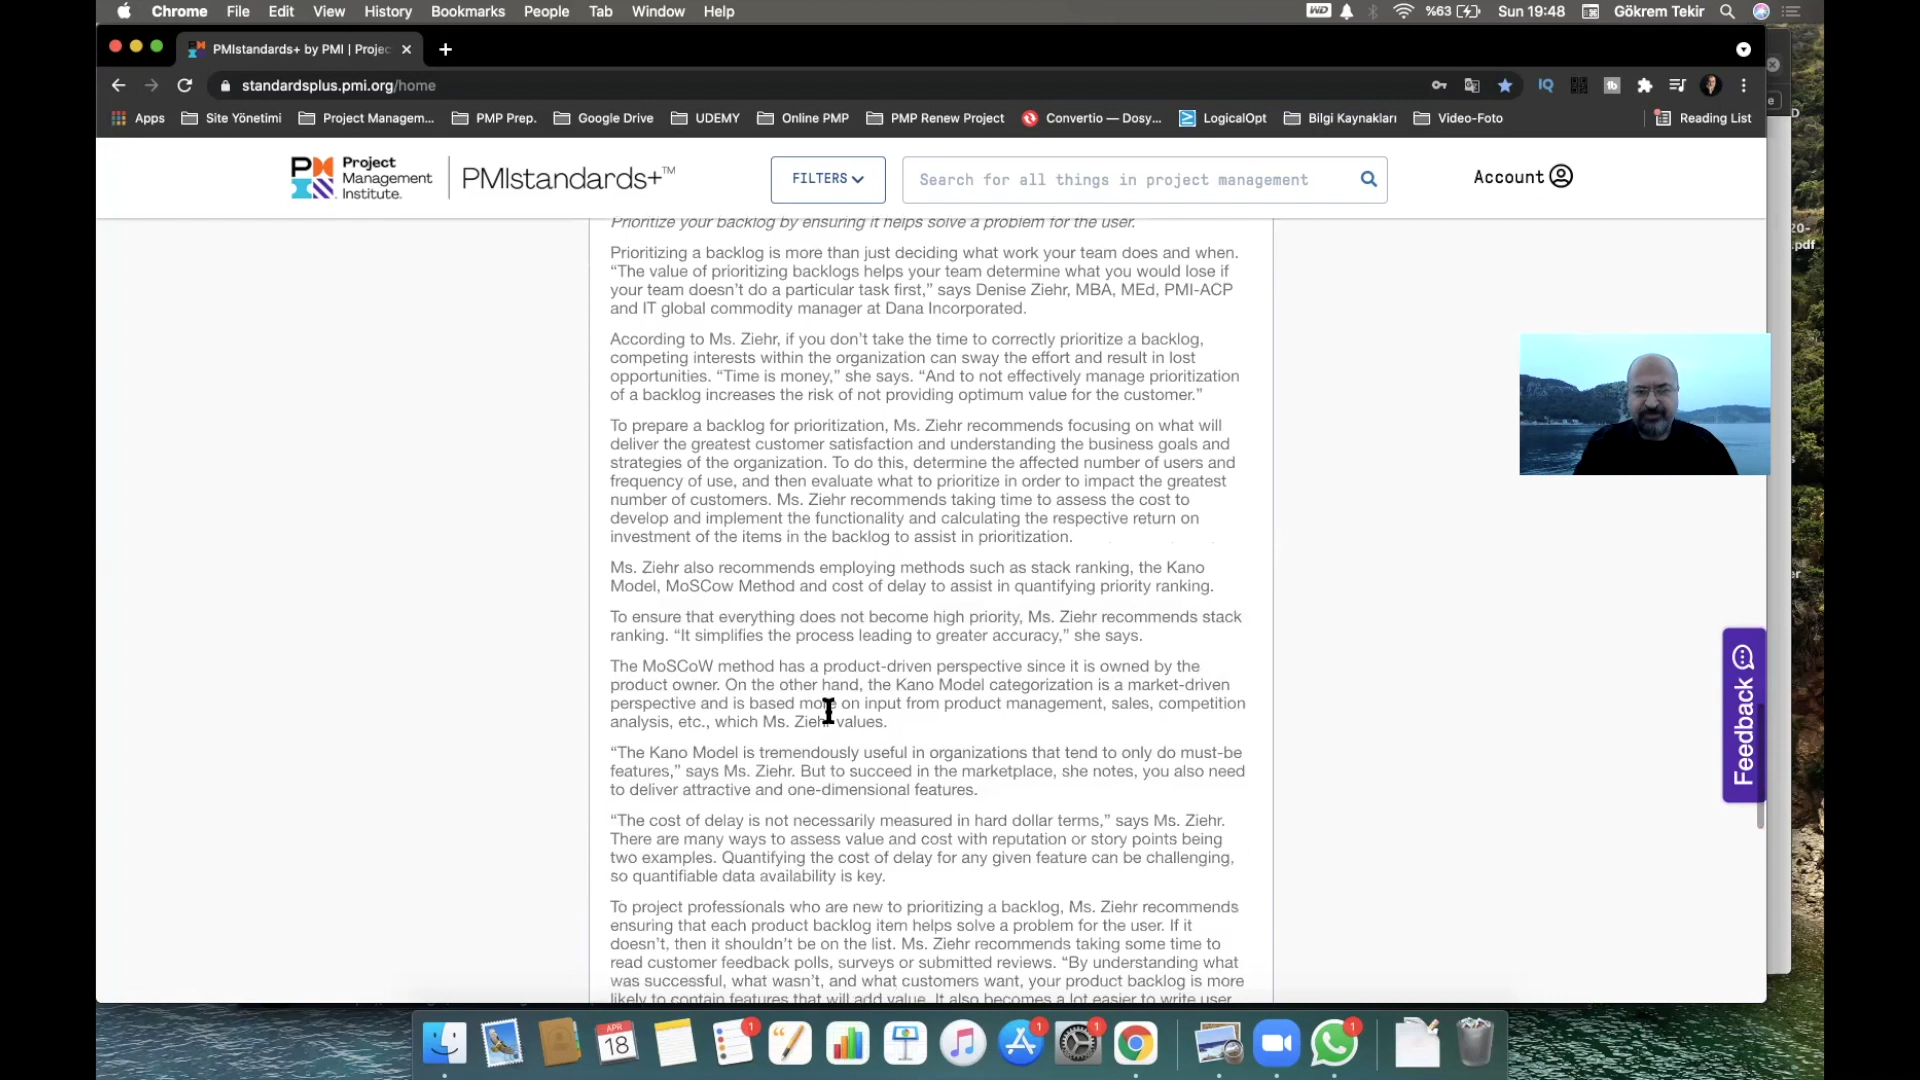 Chrome File Edit View History Bookmarks People Tab Window Help
WD %63 Sun 19:48 Gökrem Tekir
PMIstandards+ by PMI | Projec
standardsplus.pmi.org/home
Apps Site Yönetimi Project Managem... PMP Prep. Google Drive UDEMY Online PMP PMP Renew Project Convertio — Dosy... LogicalOpt Bilgi Kaynakları Video-Foto Reading List
Project
Management
Institute.
PMIstandards+™
FILTERS
Search for all things in project management
Account
Prioritize your backlog by ensuring it helps solve a problem for the user.
Prioritizing a backlog is more than just deciding what work your team does and when.
“The value of prioritizing backlogs helps your team determine what you would lose if
your team doesn’t do a particular task first,” says Denise Ziehr, MBA, MEd, PMI-ACP
and IT global commodity manager at Dana Incorporated.
According to Ms. Ziehr, if you don’t take the time to correctly prioritize a backlog,
competing interests within the organization can sway the effort and result in lost
opportunities. “Time is money,” she says. “And to not effectively manage prioritization
of a backlog increases the risk of not providing optimum value for the customer.”
To prepare a backlog for prioritization, Ms. Ziehr recommends focusing on what will
deliver the greatest customer satisfaction and understanding the business goals and
strategies of the organization. To do this, determine the affected number of users and
frequency of use, and then evaluate what to prioritize in order to impact the greatest
number of customers. Ms. Ziehr recommends taking time to assess the cost to
develop and implement the functionality and calculating the respective return on
investment of the items in the backlog to assist in prioritization.
Ms. Ziehr also recommends employing methods such as stack ranking, the Kano
Model, MoSCow Method and cost of delay to assist in quantifying priority ranking.
To ensure that everything does not become high priority, Ms. Ziehr recommends stack
ranking. “It simplifies the process leading to greater accuracy,” she says.
The MoSCoW method has a product-driven perspective since it is owned by the
product owner. On the other hand, the Kano Model categorization is a market-driven
perspective and is based more on input from product management, sales, competition
analysis, etc., which Ms. Ziehr values.
“The Kano Model is tremendously useful in organizations that tend to only do must-be
features,” says Ms. Ziehr. But to succeed in the marketplace, she notes, you also need
to deliver attractive and one-dimensional features.
“The cost of delay is not necessarily measured in hard dollar terms,” says Ms. Ziehr.
There are many ways to assess value and cost with reputation or story points being
two examples. Quantifying the cost of delay for any given feature can be challenging,
so quantifiable data availability is key.
To project professionals who are new to prioritizing a backlog, Ms. Ziehr recommends
ensuring that each product backlog item helps solve a problem for the user. If it
doesn’t, then it shouldn’t be on the list. Ms. Ziehr recommends taking some time to
read customer feedback polls, surveys or submitted reviews. “By understanding what
was successful, what wasn’t, and what customers want, your product backlog is more
likely to contain features that will add value. It also becomes a lot easier to write user
Feedback
.pdf
APR
18
1
1
1
1